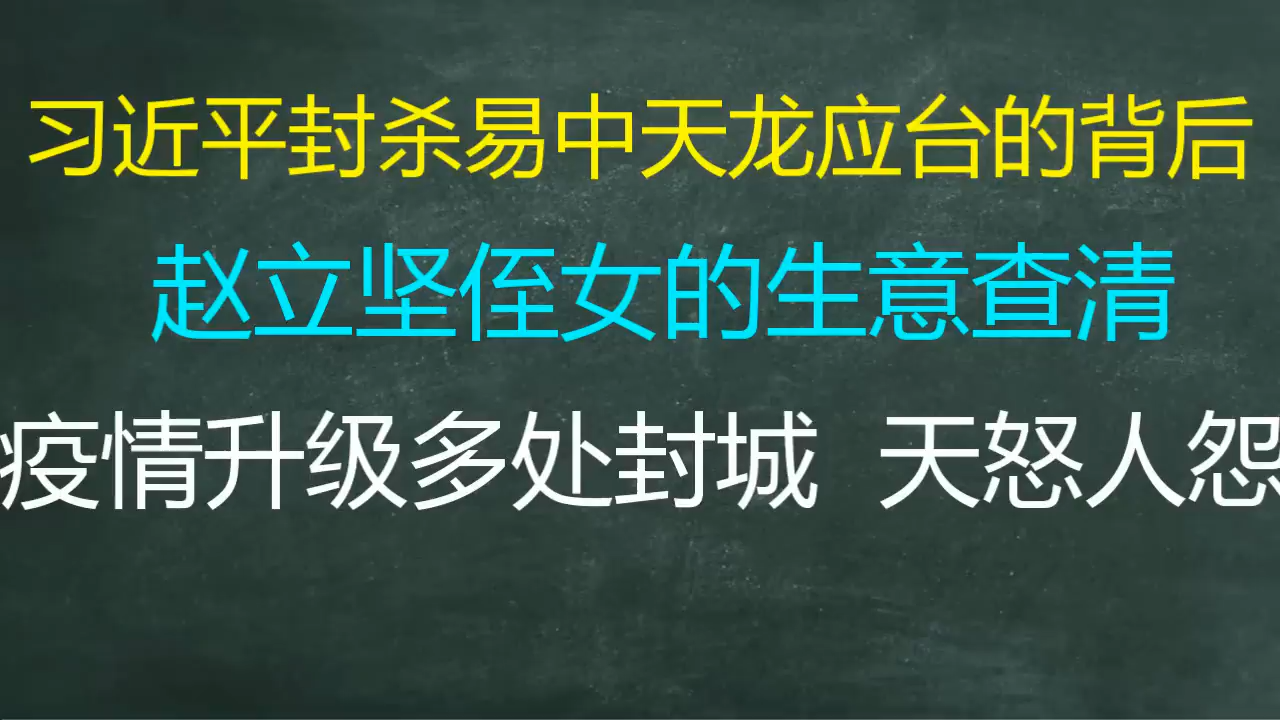 习近平封杀易中天龙应台的背后
赵立坚侄女的生意查清
疫情升级多处封城 天怒人怨